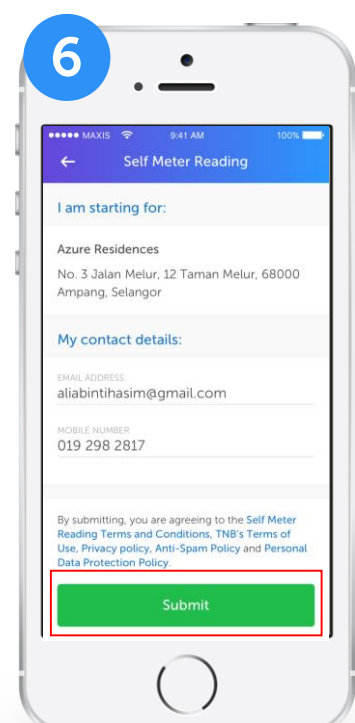 6
MAXIS 9:41 AM 100%
Self Meter Reading
I am starting for:
Azure Residences
No. 3 Jalan Melur, 12 Taman Melur, 68000
Ampang, Selangor
My contact details:
EMAIL ADDRESS
aliabintihasim@gmail.com
MOBILE NUMBER
019 298 2817
By submitting, you are agreeing to the Self Meter
Reading Terms and Conditions, TNB's Terms of
Use, Privacy policy, Anti-Spam Policy and Personal
Data Protection Policy.
Submit